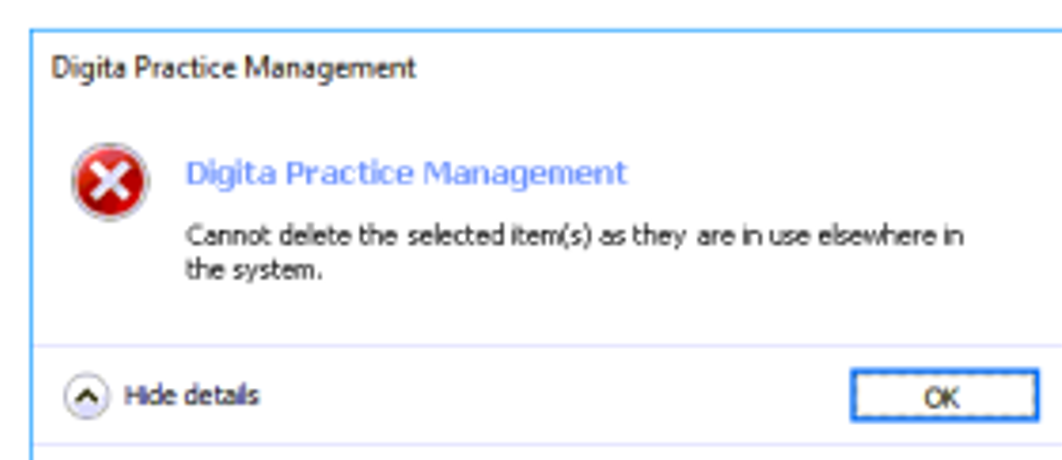 Digita Practice Management
Digita Practice Management
Cannot delete the selected item(s) as they are in use elsewhere in
the system.
Hide details
OK